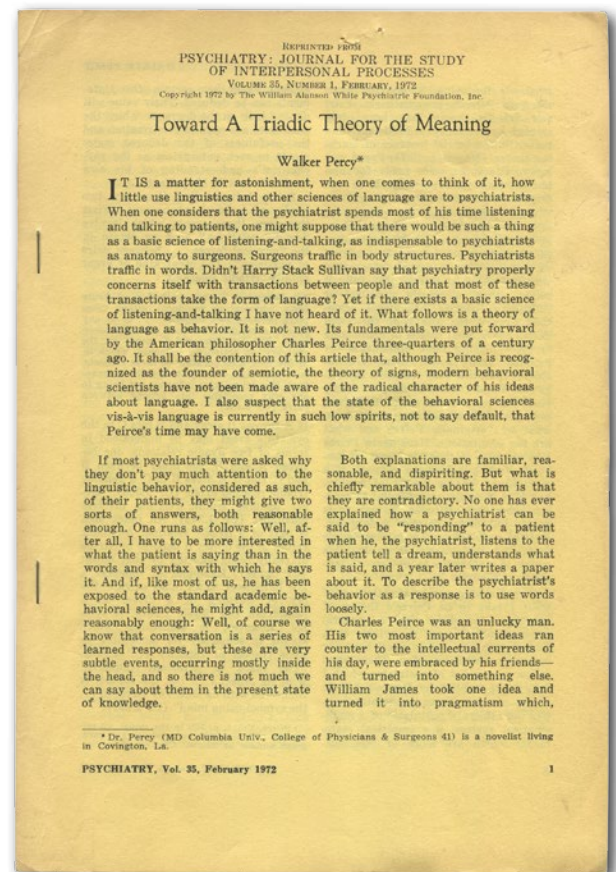 REPRINTED FROM
PSYCHIATRY: JOURNAL FOR THE STUDY
OF INTERPERSONAL PROCESSES
VOLUME 35, NUMBER 1, FEBRUARY, 1972
Copyright 1972 by The William Alanson White Psychiatric Foundation, Inc.
Toward A Triadic Theory of Meaning
Walker Percy*
IT IS a matter for astonishment, when one comes to think of it, how
little use linguistics and other sciences of language are to psychiatrists.
When one considers that the psychiatrist spends most of his time listening
and talking to patients, one might suppose that there would be such a thing
as a basic science of listening-and-talking, as indispensable to psychiatrists
as anatomy to surgeons. Surgeons traffic in body structures. Psychiatrists
traffic in words. Didn't Harry Stack Sullivan say that psychiatry properly
concerns itself with transactions between people and that most of these
transactions take the form of language? Yet if there exists a basic science
of listening-and-talking I have not heard of it. What follows is a theory of
language as behavior. It is not new. Its fundamentals were put forward
by the American philosopher Charles Peirce three-quarters of a century
ago. It shall be the contention of this article that, although Peirce is recog-
nized as the founder of semiotic, the theory of signs, modern behavioral
scientists have not been made aware of the radical character of his ideas
about language. I also suspect that the state of the behavioral sciences
vis-à-vis language is currently in such low spirits, not to say default, that
Peirce's time may have come.
If most psychiatrists were asked why
they don't pay much attention to the
linguistic behavior, considered as such,
of their patients, they might give two
sorts of answers, both reasonable
enough. One runs as follows: Well, af-
ter all, I have to be more interested in
what the patient is saying than in the
words and syntax with which he says
it. And if, like most of us, he has been
exposed to the standard academic be-
havioral sciences, he might add, again
reasonably enough: Well, of course we
know that conversation is a series of
learned responses, but these are very
subtle events, occurring mostly inside
the head, and so there is not much we
can say about them in the present state
of knowledge.
Both explanations are familiar, rea-
sonable, and dispiriting. But what is
chiefly remarkable about them is that
they are contradictory. No one has ever
explained how a psychiatrist can be
said to be "responding" to a patient
when he, the psychiatrist, listens to the
patient tell a dream, understands what
is said, and a year later writes a paper
about it. To describe the psychiatrist's
behavior as a response is to use words
loosely.
Charles Peirce was an unlucky man.
His two most important ideas ran
counter to the intellectual currents of
his day, were embraced by his friends—
and turned into something else.
William James took one idea and
turned it into pragmatism which,
* Dr. Percy (MD Columbia Univ., College of Physicians & Surgeons 41) is a novelist living
in Covington, La.
PSYCHIATRY, Vol. 35, February 1972 1